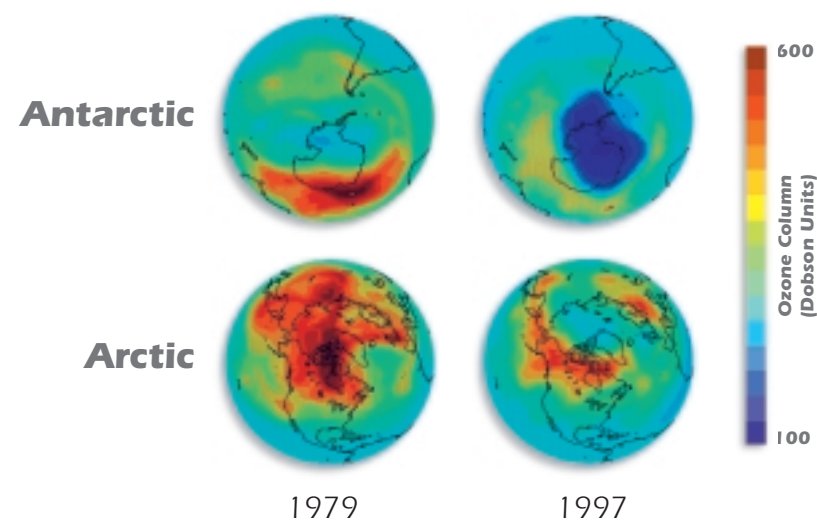 Antarctic
Arctic
1979
1997
600
Ozone Column
(Dobson Units)
100